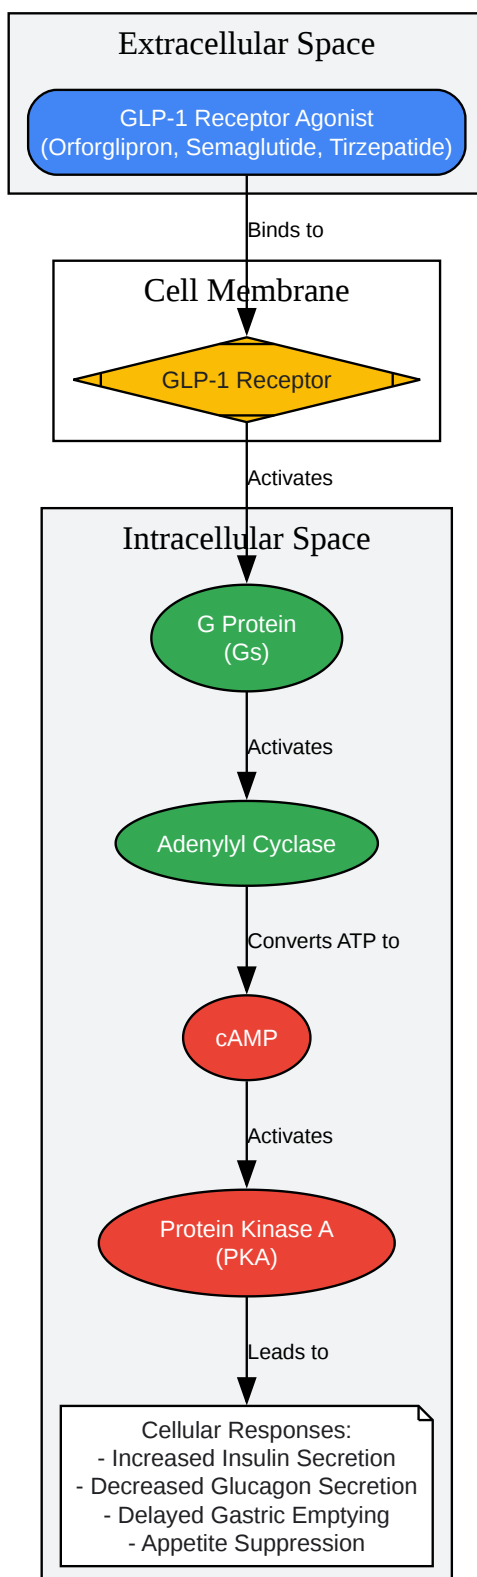 Extracellular Space
GLP-1 Receptor Agonist
(Orforglipron, Semaglutide, Tirzepatide)
Binds to
Cell Membrane
GLP-1 Receptor
Activates
Intracellular Space
G Protein
(Gs)
Activates
Adenylyl Cyclase
Converts ATP to
cAMP
Activates
Protein Kinase A
(PKA)
Leads to
Cellular Responses:
- Increased Insulin Secretion
- Decreased Glucagon Secretion
- Delayed Gastric Emptying
- Appetite Suppression